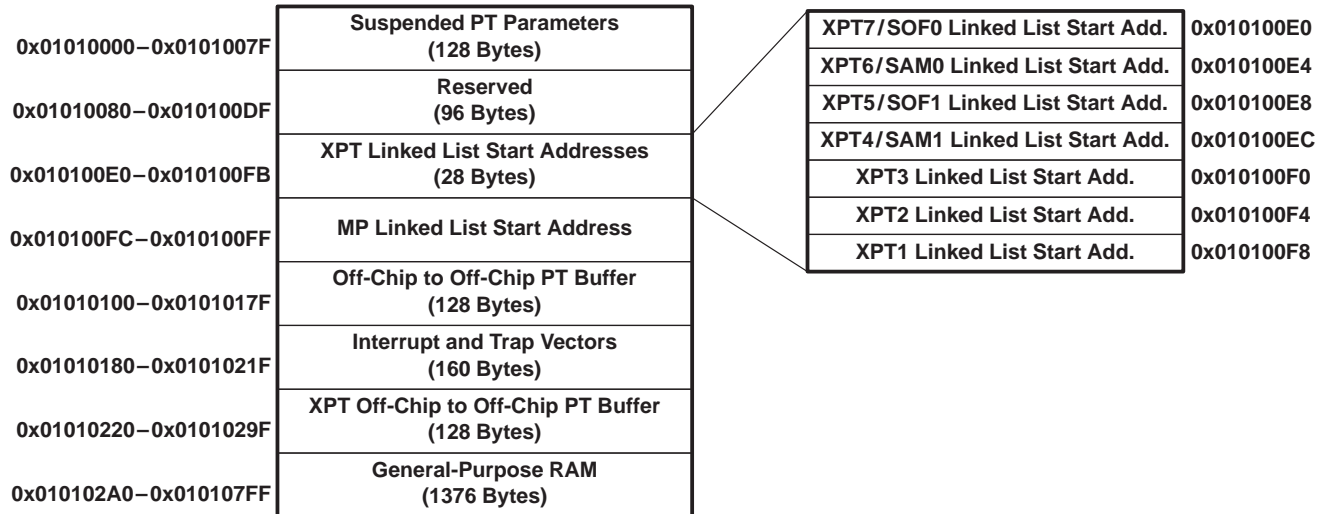 0x01010000–0x0101007F
Suspended PT Parameters
(128 Bytes)
0x01010080–0x010100DF
Reserved
(96 Bytes)
0x010100E0–0x010100FB
XPT Linked List Start Addresses
(28 Bytes)
0x010100FC–0x010100FF
MP Linked List Start Address
0x01010100–0x0101017F
Off-Chip to Off-Chip PT Buffer
(128 Bytes)
0x01010180–0x0101021F
Interrupt and Trap Vectors
(160 Bytes)
0x01010220–0x0101029F
XPT Off-Chip to Off-Chip PT Buffer
(128 Bytes)
0x010102A0–0x010107FF
General-Purpose RAM
(1376 Bytes)
XPT7/SOF0 Linked List Start Add. 0x010100E0
XPT6/SAM0 Linked List Start Add. 0x010100E4
XPT5/SOF1 Linked List Start Add. 0x010100E8
XPT4/SAM1 Linked List Start Add. 0x010100EC
XPT3 Linked List Start Add. 0x010100F0
XPT2 Linked List Start Add. 0x010100F4
XPT1 Linked List Start Add. 0x010100F8